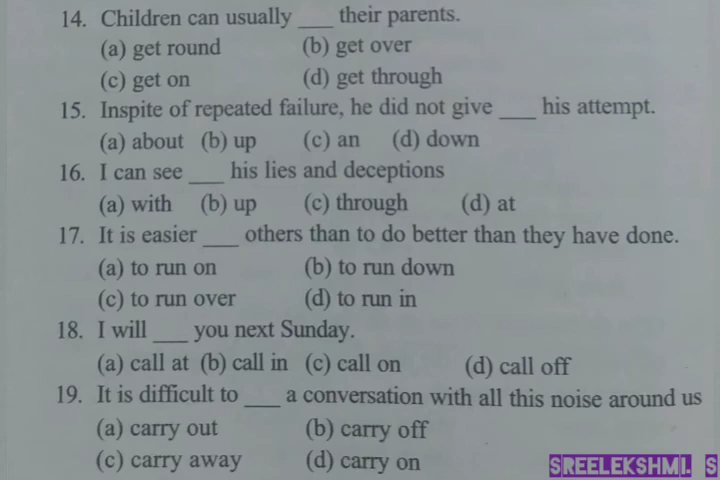 14. Children can usually ___ their parents.
(a) get round (b) get over
(c) get on (d) get through
15. Inspite of repeated failure, he did not give ___ his attempt.
(a) about (b) up (c) an (d) down
16. I can see ___ his lies and deceptions
(a) with (b) up (c) through (d) at
17. It is easier ___ others than to do better than they have done.
(a) to run on (b) to run down
(c) to run over (d) to run in
18. I will ___ you next Sunday.
(a) call at (b) call in (c) call on (d) call off
19. It is difficult to ___ a conversation with all this noise around us
(a) carry out (b) carry off
(c) carry away (d) carry on
SREELEKSHMI. S